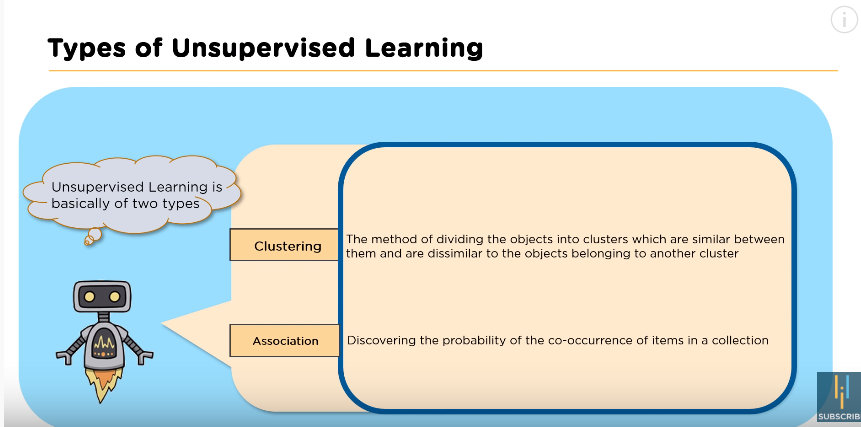 Types of Unsupervised Learning
Unsupervised Learning is
basically of two types
Clustering
The method of dividing the objects into clusters which are similar between
them and are dissimilar to the objects belonging to another cluster
Association
Discovering the probability of the co-occurrence of items in a collection
SUBSCRIB